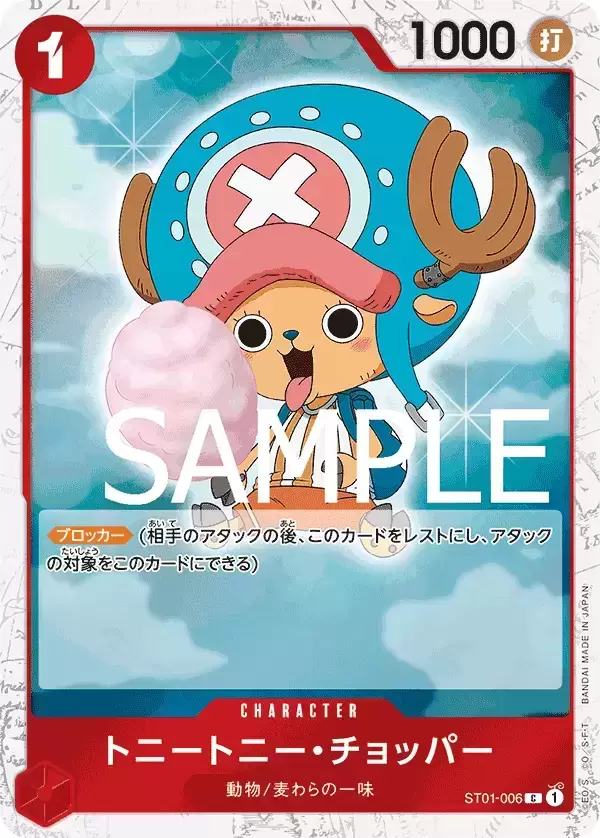 1
1000 打
SAMPLE
ブロッカー (相手のアタックの後、このカードをレストにし、アタック
の対象をこのカードにできる)
CHARACTER
トニートニー・チョッパー
動物/麦わらの一味
ST01-006 C 1
©E.O.S. ©O./S.-F.T. BANDAI MADE IN JAPAN